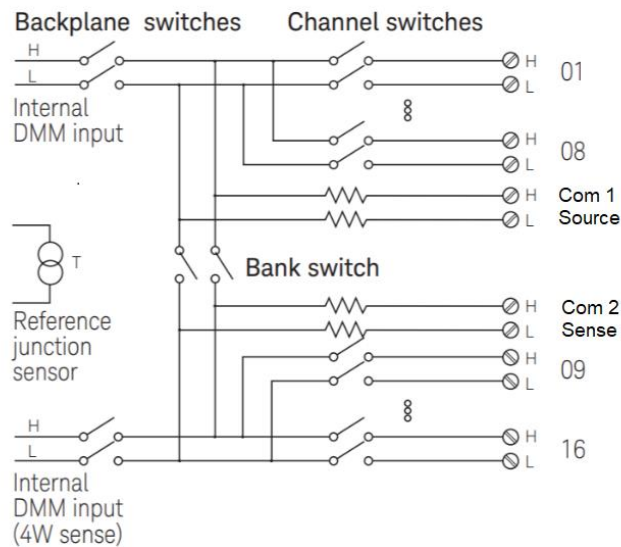 Backplane switches
Channel switches
H
L
Internal
DMM input
H
L
01
H
L
08
H
L
Com 1
Source
T
Reference
junction
sensor
Bank switch
H
L
Com 2
Sense
H
L
09
H
L
Internal
DMM input
(4W sense)
H
L
16